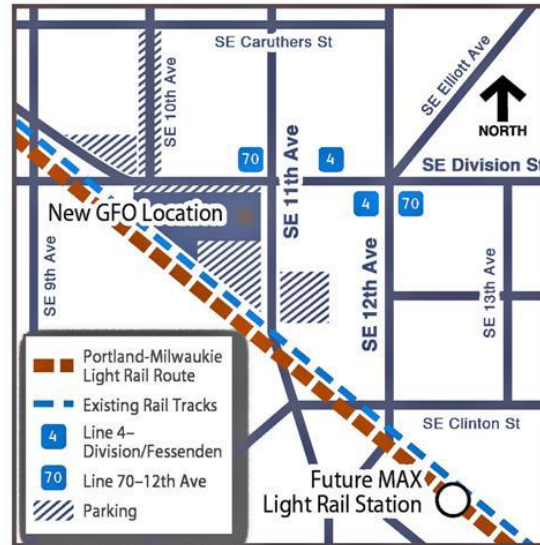 SE Caruthers St
SE Elliott Ave
NORTH
SE 10th Ave
70
SE 11th Ave
4
SE Division St
New GFO Location
4
70
SE 9th Ave
SE 12th Ave
SE 13th Ave
Portland-Milwaukie
Light Rail Route
Existing Rail Tracks
4
Line 4–
Division/Fessenden
70
Line 70–12th Ave
Parking
SE Clinton St
Future MAX
Light Rail Station